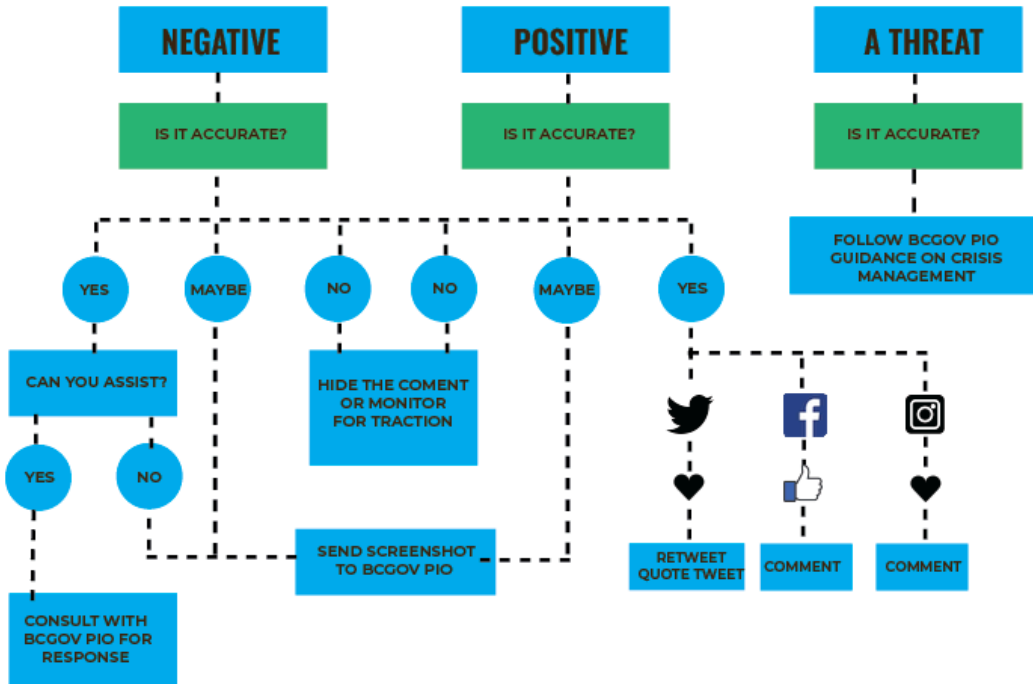 NEGATIVE
POSITIVE
A THREAT
IS IT ACCURATE?
IS IT ACCURATE?
IS IT ACCURATE?
FOLLOW BCGOV PIO
GUIDANCE ON CRISIS
MANAGEMENT
YES
MAYBE
NO
NO
MAYBE
YES
CAN YOU ASSIST?
HIDE THE COMENT
OR MONITOR
FOR TRACTION
YES
NO
SEND SCREENSHOT
TO BCGOV PIO
RETWEET
QUOTE TWEET
COMMENT
COMMENT
CONSULT WITH
BCGOV PIO FOR
RESPONSE